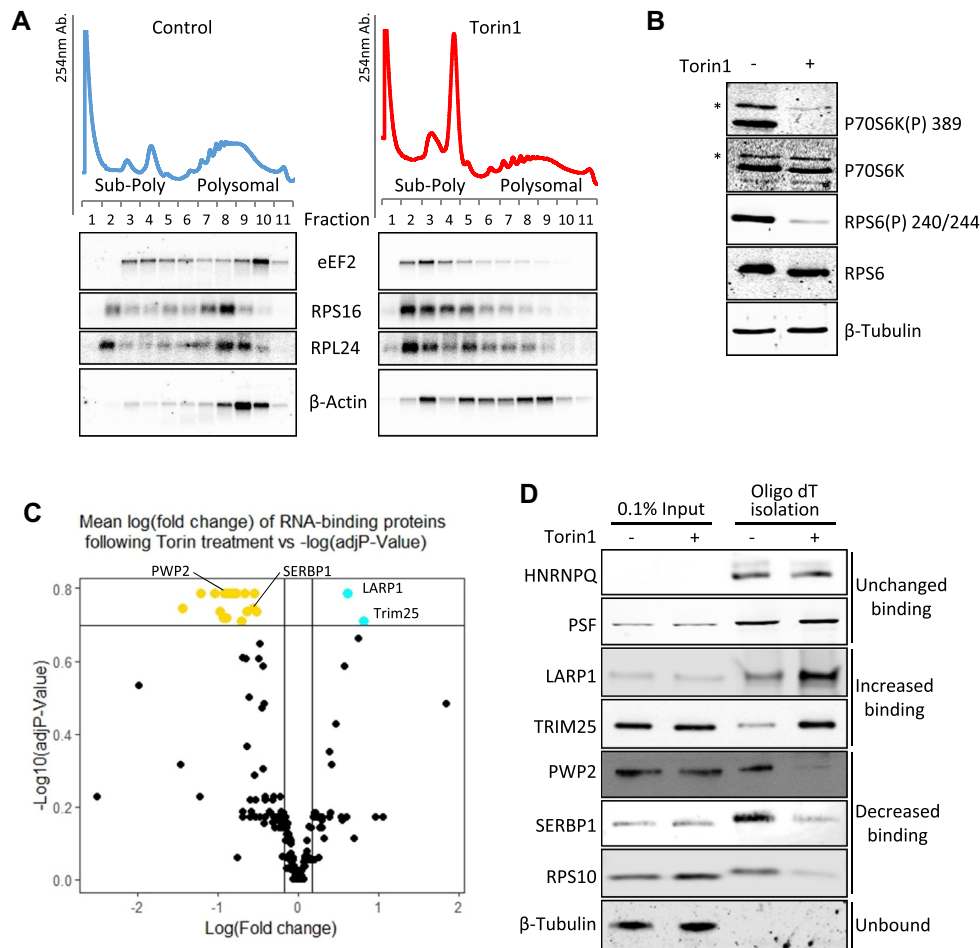 A
Control
Torin1
254nm Ab.
254nm Ab.
Sub-Poly Polysomal
Sub-Poly Polysomal
1 2 3 4 5 6 7 8 9 10 11 Fraction 1 2 3 4 5 6 7 8 9 10 11
eEF2
RPS16
RPL24
β-Actin
B
Torin1 - +
* P70S6K(P) 389
* P70S6K
RPS6(P) 240/244
RPS6
β-Tubulin
C
Mean log(fold change) of RNA-binding proteins
following Torin treatment vs -log(adjP-Value)
PWP2 SERBP1
LARP1
Trim25
-Log10(adjP-Value)
0.8
0.6
0.4
0.2
0.0
-2 -1 0 1 2
Log(Fold change)
D
0.1% Input
Oligo dT
isolation
Torin1 - + - +
HNRNPQ
PSF
Unchanged
binding
LARP1
TRIM25
Increased
binding
PWP2
SERBP1
RPS10
Decreased
binding
β-Tubulin
Unbound